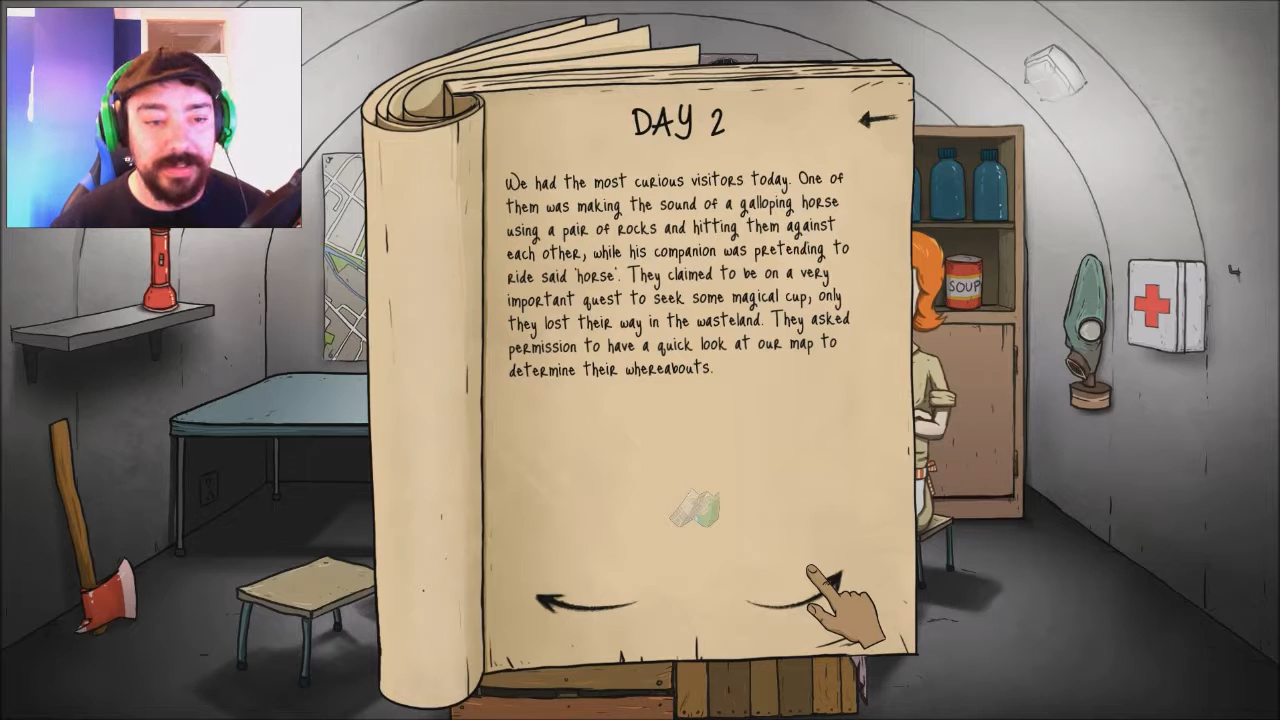 DAY 2
We had the most curious visitors today. One of
them was making the sound of a galloping horse
using a pair of rocks and hitting them against
each other, while his companion was pretending to
ride said 'horse'. They claimed to be on a very
important quest to seek some magical cup, only
they lost their way in the wasteland. They asked
permission to have a quick look at our map to
determine their whereabouts.
SOUP